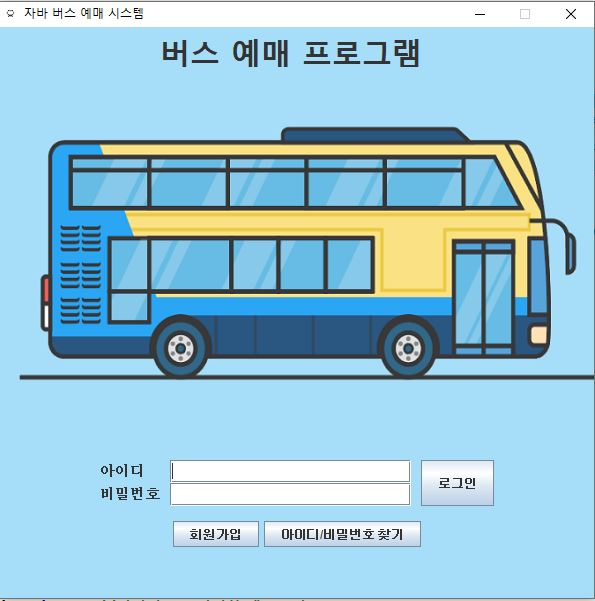 자바 버스 예매 시스템
버스 예매 프로그램
아이디
비밀번호
로그인
회원가입 아이디/비밀번호 찾기